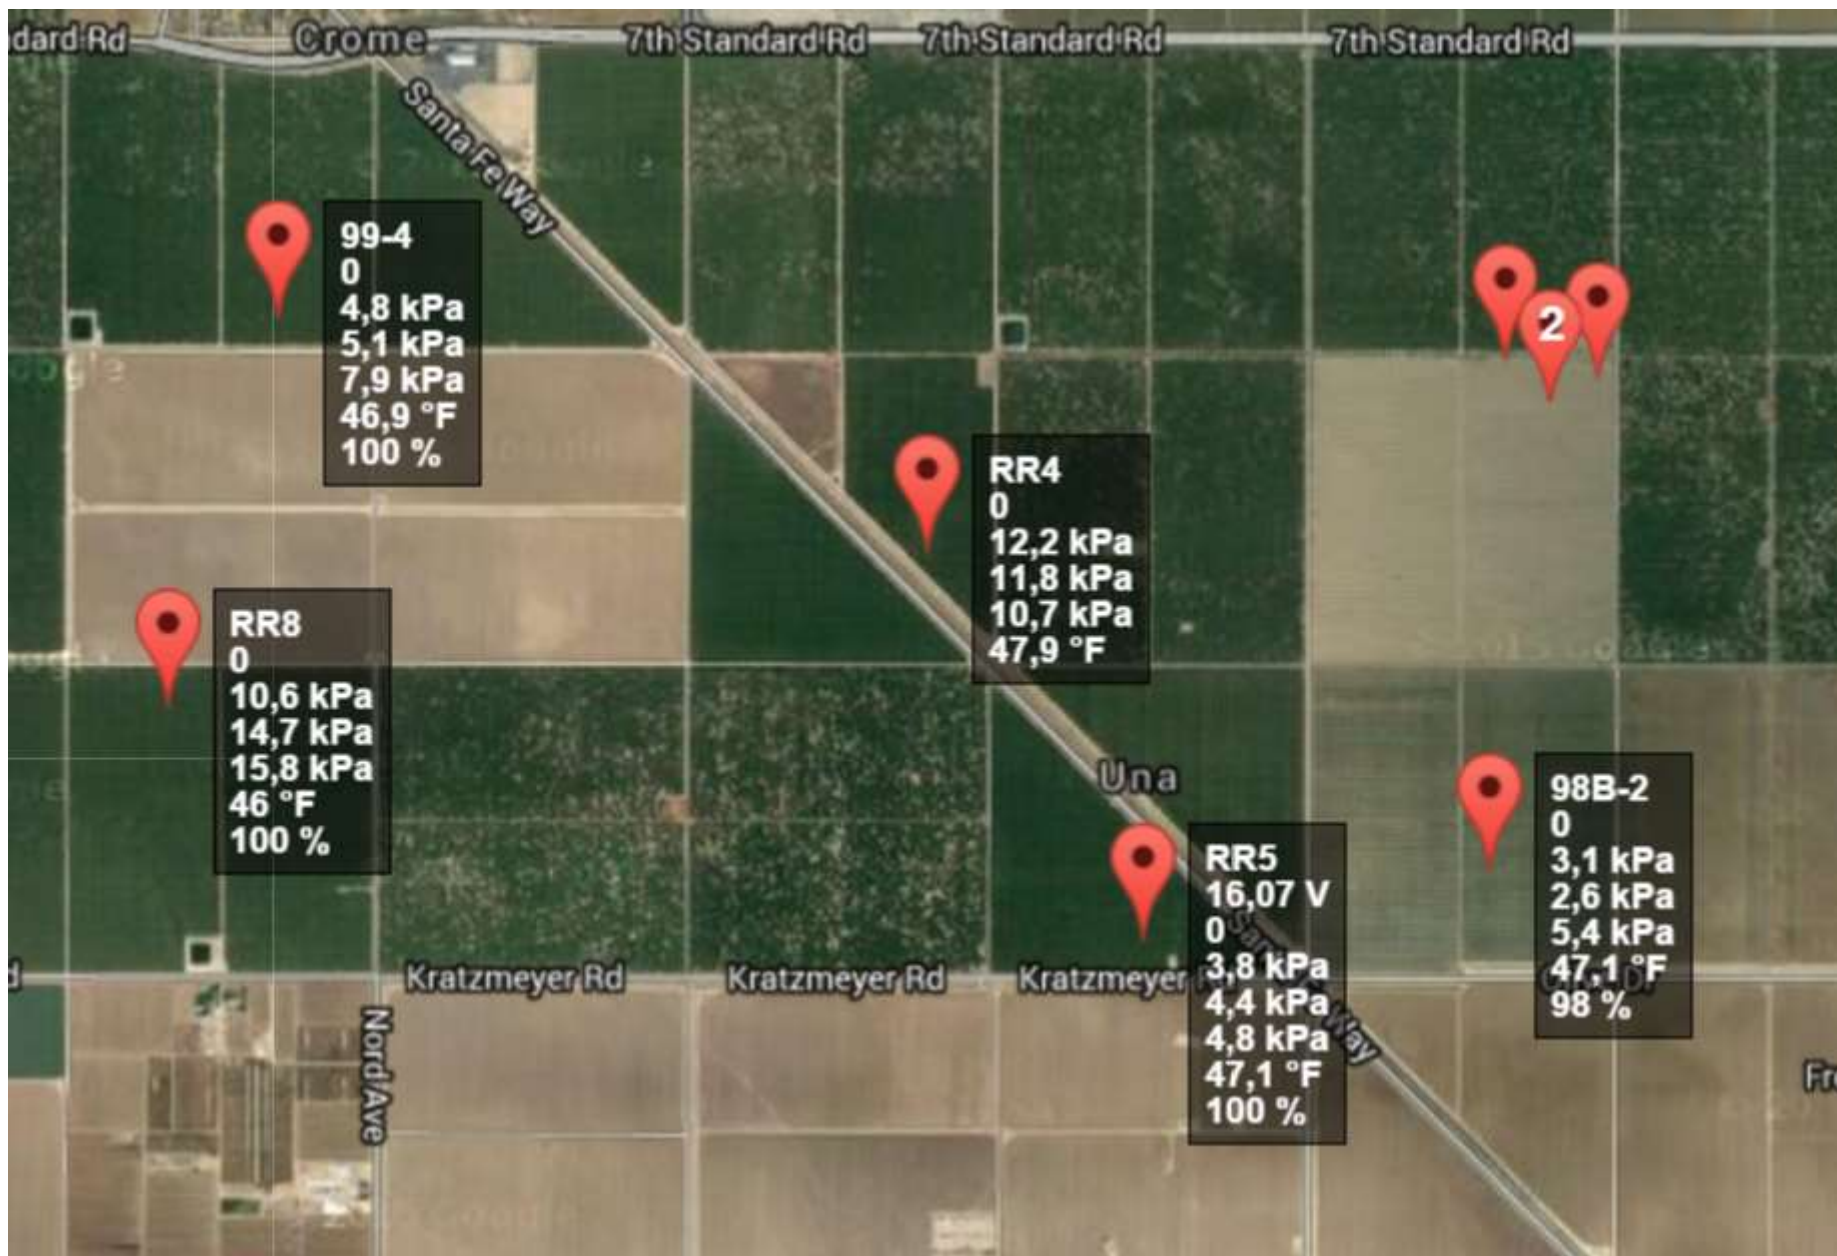 dard Rd
Crome
7th Standard Rd
7th Standard Rd
7th Standard Rd
Santa Fe Way
99-4
0
4,8 kPa
5,1 kPa
7,9 kPa
46,9 °F
100 %
2
RR4
0
12,2 kPa
11,8 kPa
10,7 kPa
47,9 °F
RR8
0
10,6 kPa
14,7 kPa
15,8 kPa
46 °F
100 %
Una
RR5
16,07 V
0
3,8 kPa
4,4 kPa
4,8 kPa
47,1 °F
100 %
98B-2
0
3,1 kPa
2,6 kPa
5,4 kPa
47,1 °F
98 %
d
Kratzmeyer Rd
Kratzmeyer Rd
Kratzmeyer
Way
Nord Ave
Fr